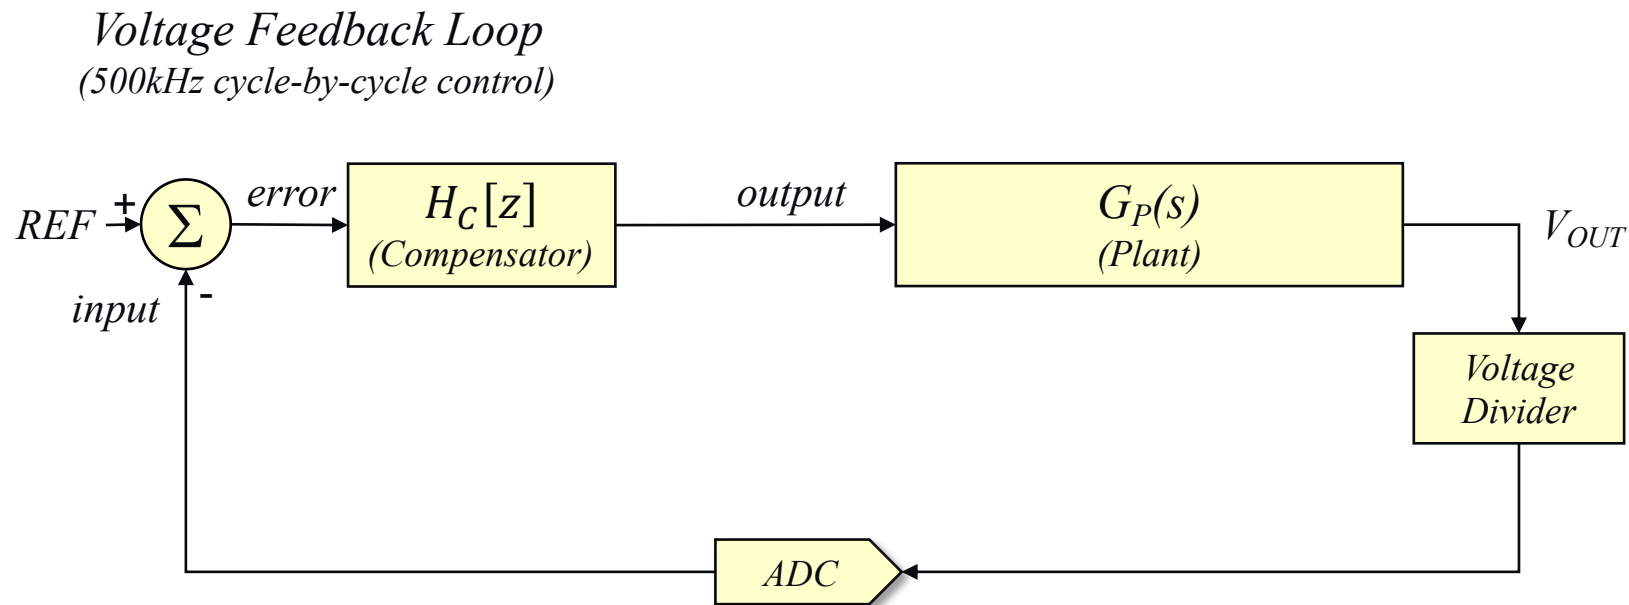 Voltage Feedback Loop
(500kHz cycle-by-cycle control)
REF
+
Σ
error
H_C[z]
(Compensator)
output
G_P(s)
(Plant)
V_OUT
input
-
Voltage
Divider
ADC